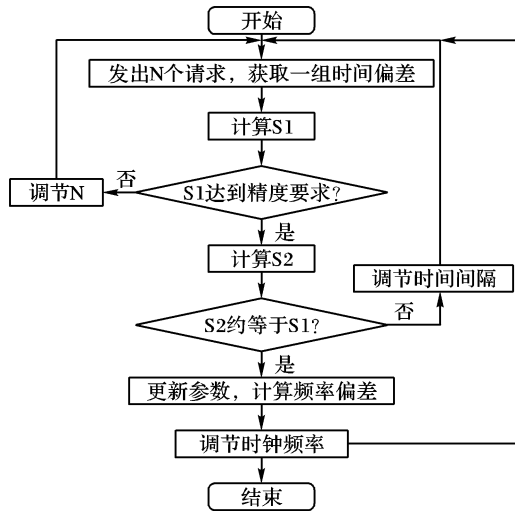 开始
发出N个请求，获取一组时间偏差
计算S1
S1达到精度要求?
否
调节N
是
计算S2
调节时间间隔
S2约等于S1?
否
是
更新参数，计算频率偏差
调节时钟频率
结束